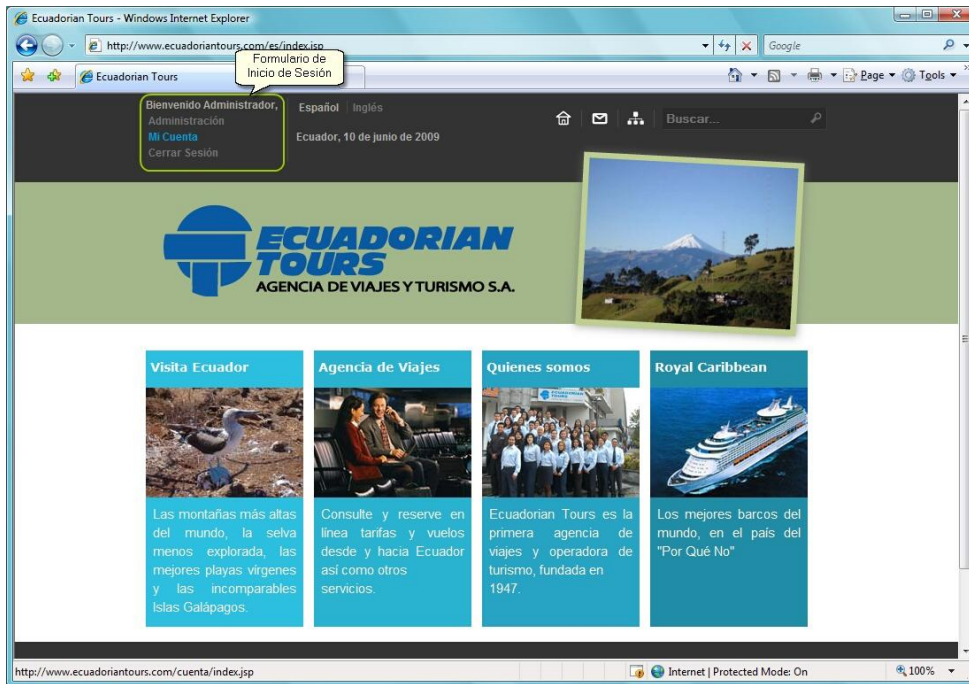 Ecuadorian Tours - Windows Internet Explorer
http://www.ecuadoriantours.com/es/index.jsp
Google
Ecuadorian Tours
Page
Tools
Formulario de
Inicio de Sesión
Bienvenido Administrador,
Administración
Mi Cuenta
Cerrar Sesión
Español | Inglés
Ecuador, 10 de junio de 2009
Buscar...
ECUADORIAN
TOURS
AGENCIA DE VIAJES Y TURISMO S.A.
Visita Ecuador
Las montañas más altas
del mundo, la selva
menos explorada, las
mejores playas vírgenes
y las incomparables
Islas Galápagos.
Agencia de Viajes
Consulte y reserve en
línea tarifas y vuelos
desde y hacia Ecuador
así como otros
servicios.
Quienes somos
ECUADORIAN
TOURS
Ecuadorian Tours es la
primera agencia de
viajes y operadora de
turismo, fundada en
1947.
Royal Caribbean
Los mejores barcos del
mundo, en el país del
"Por Qué No"
http://www.ecuadoriantours.com/cuenta/index.jsp
Internet | Protected Mode: On
100%